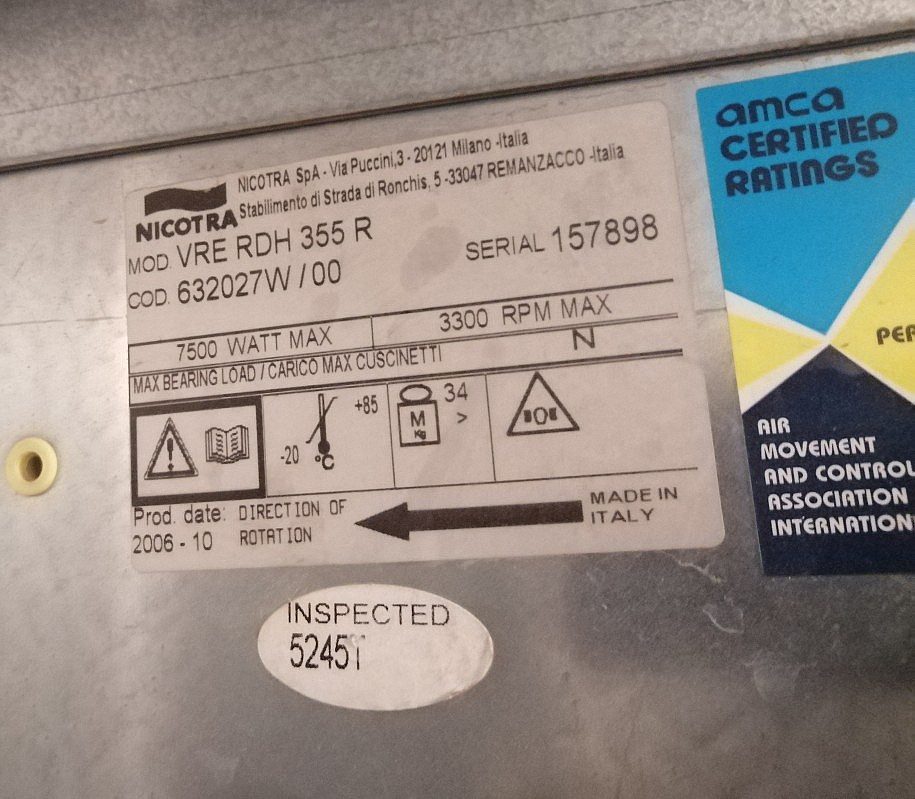 NICOTRA SpA - Via Puccini,3 - 20121 Milano -Italia
Stabilimento di Strada di Ronchis, 5 -33047 REMANZACCO -Italia
NICOTRA
MOD. VRE RDH 355 R
SERIAL 157898
COD. 632027W / 00
7500 WATT MAX
3300 RPM MAX
MAX BEARING LOAD / CARICO MAX CUSCINETTI
N
+85
-20
°C
M
Kg
34
>
Prod. date:
2006 - 10
DIRECTION OF
ROTATION
MADE IN
ITALY
INSPECTED
amca
CERTIFIED
RATINGS
AIR
MOVEMENT
AND CONTROL
ASSOCIATION